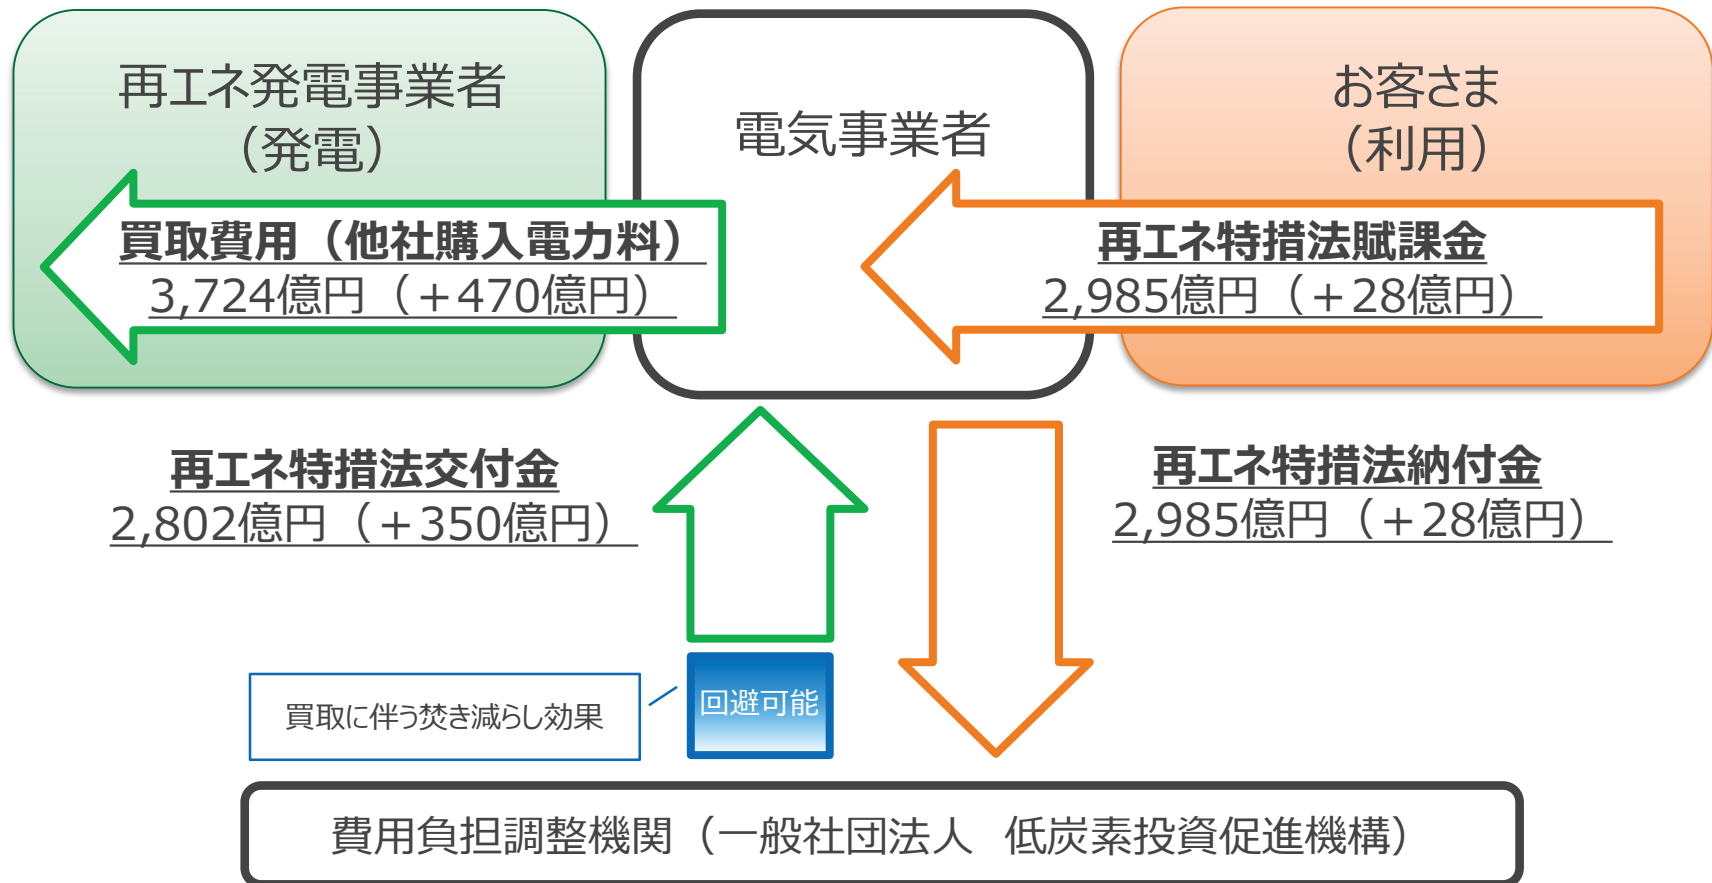 再エネ発電事業者
（発電）
電気事業者
お客さま
（利用）
買取費用（他社購入電力料）
3,724億円（＋470億円）
再エネ特措法賦課金
2,985億円（＋28億円）
再エネ特措法交付金
2,802億円（＋350億円）
再エネ特措法納付金
2,985億円（＋28億円）
買取に伴う焚き減らし効果
回避可能
費用負担調整機関（一般社団法人　低炭素投資促進機構）